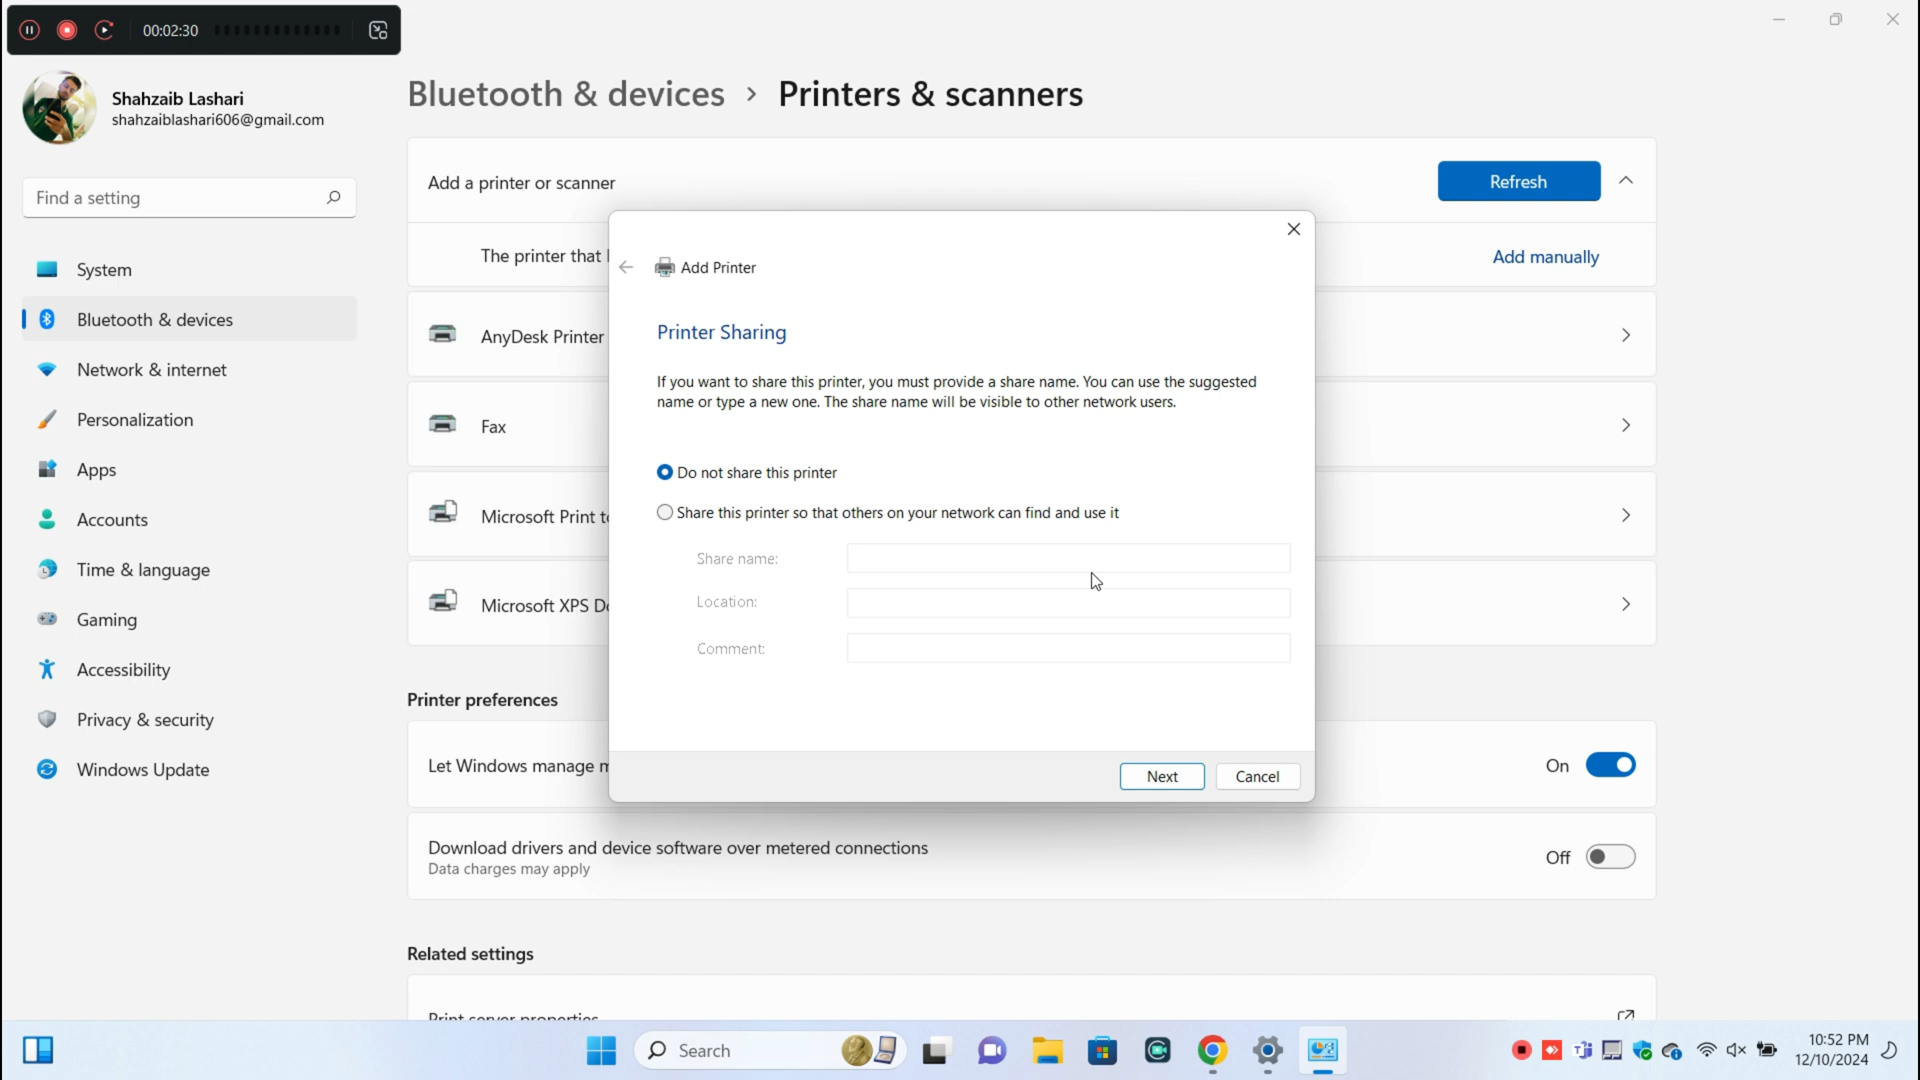 00:02:30
Shahzaib Lashari
shahzaiblashari606@gmail.com
Find a setting
System
Bluetooth & devices
Network & internet
Personalization
Apps
Accounts
Time & language
Gaming
Accessibility
Privacy & security
Windows Update
Bluetooth & devices > Printers & scanners
Add a printer or scanner
Refresh
The printer that
Add manually
AnyDesk Printer
Fax
Microsoft Print
Microsoft XPS
Printer preferences
Let Windows manage
On
Download drivers and device software over metered connections
Data charges may apply
Off
Related settings
Print server properties
Add Printer
Printer Sharing
If you want to share this printer, you must provide a share name. You can use the suggested
name or type a new one. The share name will be visible to other network users.
Do not share this printer
Share this printer so that others on your network can find and use it
Share name:
Location:
Comment:
Next
Cancel
Search
10:52 PM
12/10/2024